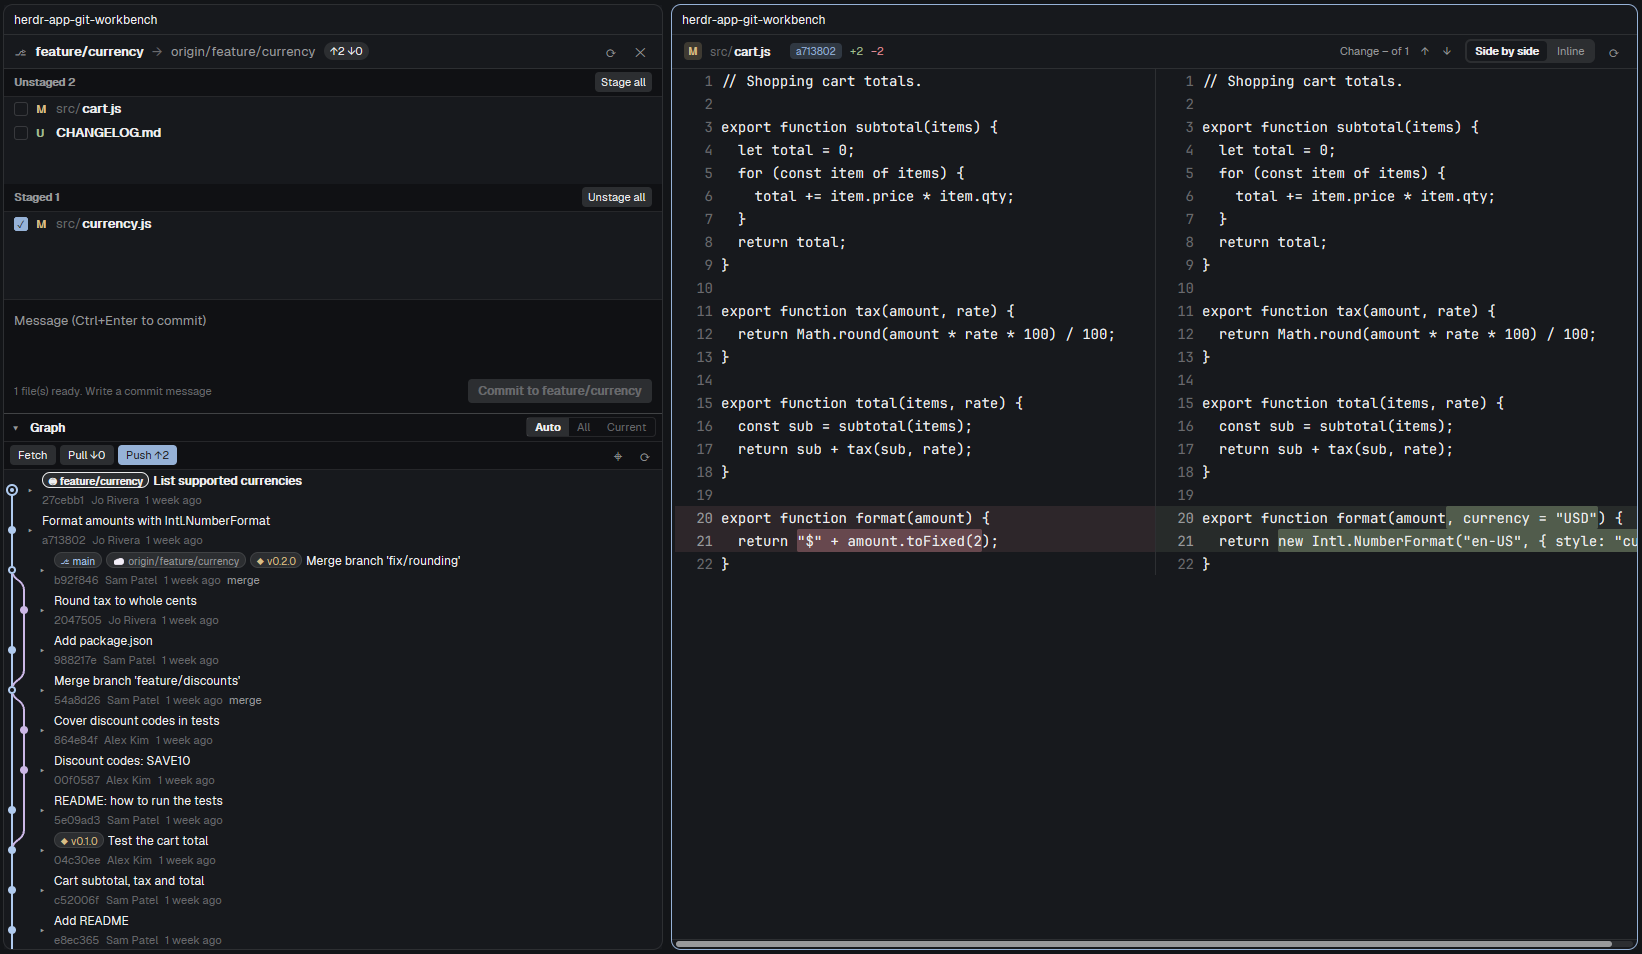 herdr-app-git-workbench
feature/currency → origin/feature/currency ↑2 ↓0
Unstaged 2 Stage all
M src/cart.js
U CHANGELOG.md
Staged 1 Unstage all
M src/currency.js
Message (Ctrl+Enter to commit)
1 file(s) ready. Write a commit message Commit to feature/currency
Graph Auto All Current
Fetch Pull ↓0 Push ↑2
feature/currency List supported currencies
27cebb1 Jo Rivera 1 week ago
Format amounts with Intl.NumberFormat
a713802 Jo Rivera 1 week ago
main origin/feature/currency v0.2.0 Merge branch 'fix/rounding'
b92f846 Sam Patel 1 week ago merge
Round tax to whole cents
2047505 Jo Rivera 1 week ago
Add package.json
988217e Sam Patel 1 week ago
Merge branch 'feature/discounts'
54a8d26 Sam Patel 1 week ago merge
Cover discount codes in tests
864e84f Alex Kim 1 week ago
Discount codes: SAVE10
00f0587 Alex Kim 1 week ago
README: how to run the tests
5e09ad3 Sam Patel 1 week ago
v0.1.0 Test the cart total
04c30ee Alex Kim 1 week ago
Cart subtotal, tax and total
c52006f Sam Patel 1 week ago
Add README
e8ec365 Sam Patel 1 week ago
herdr-app-git-workbench
M src/cart.js a713802 +2 −2 Change – of 1 ↑ ↓ Side by side Inline
1 // Shopping cart totals.
2
3 export function subtotal(items) {
4 let total = 0;
5 for (const item of items) {
6 total += item.price * item.qty;
7 }
8 return total;
9 }
10
11 export function tax(amount, rate) {
12 return Math.round(amount * rate * 100) / 100;
13 }
14
15 export function total(items, rate) {
16 const sub = subtotal(items);
17 return sub + tax(sub, rate);
18 }
19
20 export function format(amount) {
21 return "$" + amount.toFixed(2);
22 }
1 // Shopping cart totals.
2
3 export function subtotal(items) {
4 let total = 0;
5 for (const item of items) {
6 total += item.price * item.qty;
7 }
8 return total;
9 }
10
11 export function tax(amount, rate) {
12 return Math.round(amount * rate * 100) / 100;
13 }
14
15 export function total(items, rate) {
16 const sub = subtotal(items);
17 return sub + tax(sub, rate);
18 }
19
20 export function format(amount, currency = "USD") {
21 return new Intl.NumberFormat("en-US", { style: "cu
22 }